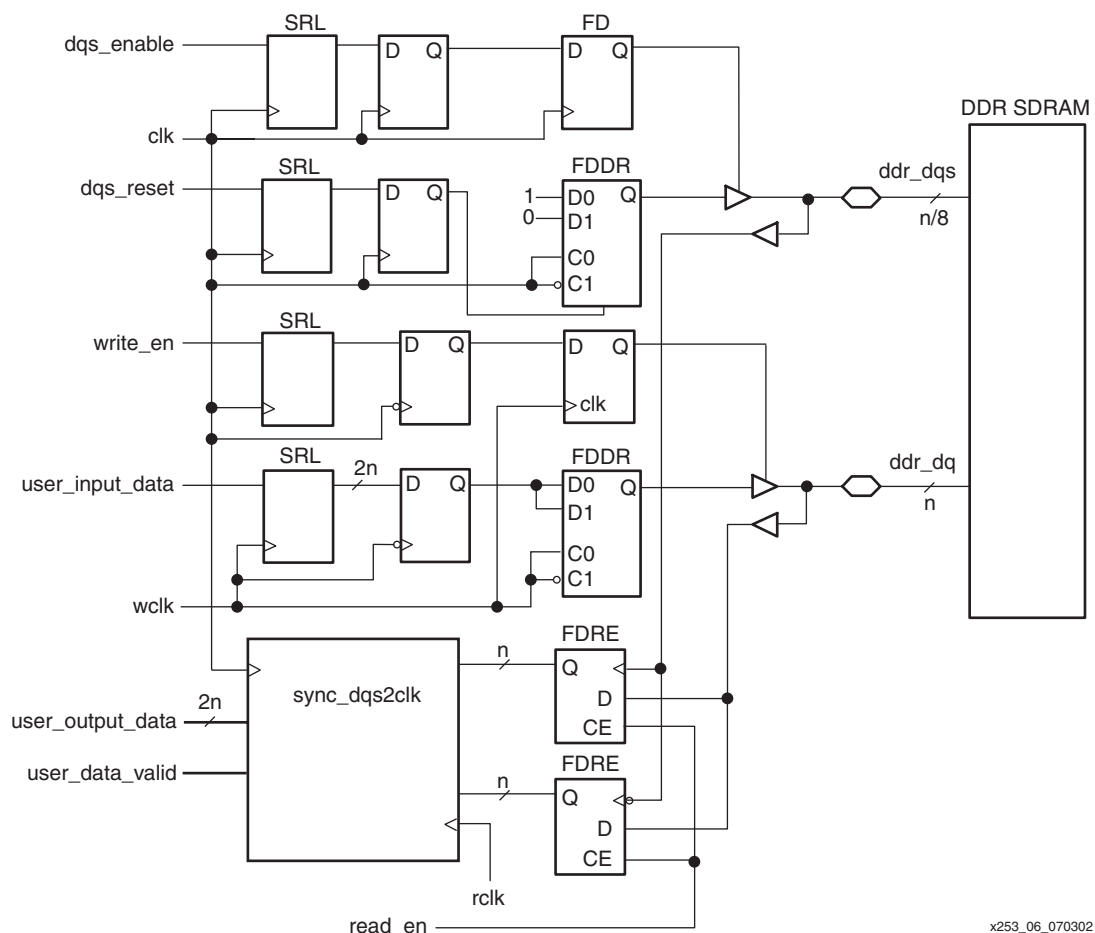 SRL
FD
dqs_enable
D Q
D Q
DDR SDRAM
clk
SRL
FDDR
ddr_dqs
dqs_reset
D Q
1
D0 Q
0
D1
n/8
C0
C1
SRL
write_en
D Q
D Q
clk
SRL
2n
FDDR
ddr_dq
user_input_data
D Q
D0 Q
D1
n
C0
C1
wclk
FDRE
n
Q
sync_dqs2clk
D
2n
user_output_data
CE
FDRE
user_data_valid
n
Q
D
CE
rclk
read_en
x253_06_070302